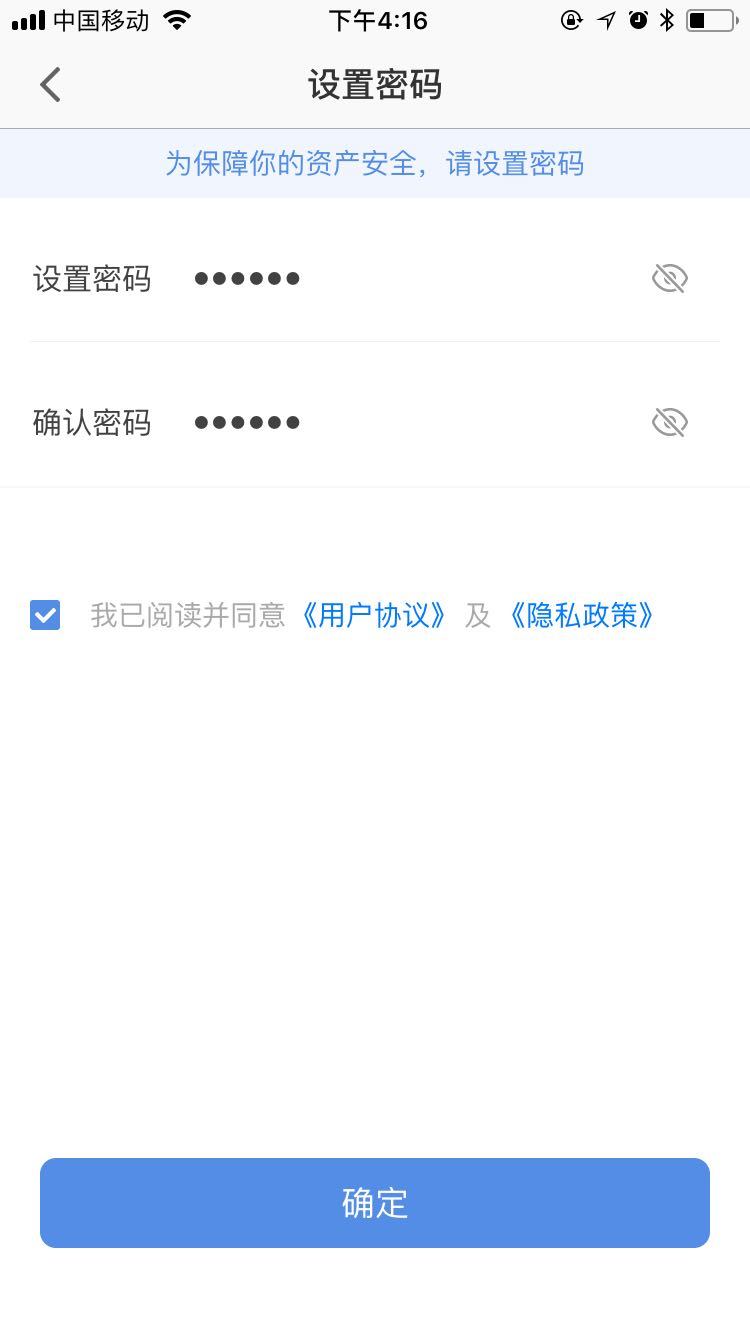 中国移动 下午4:16
设置密码
为保障你的资产安全，请设置密码
设置密码 ••••••
确认密码 ••••••
我已阅读并同意《用户协议》及《隐私政策》
确定